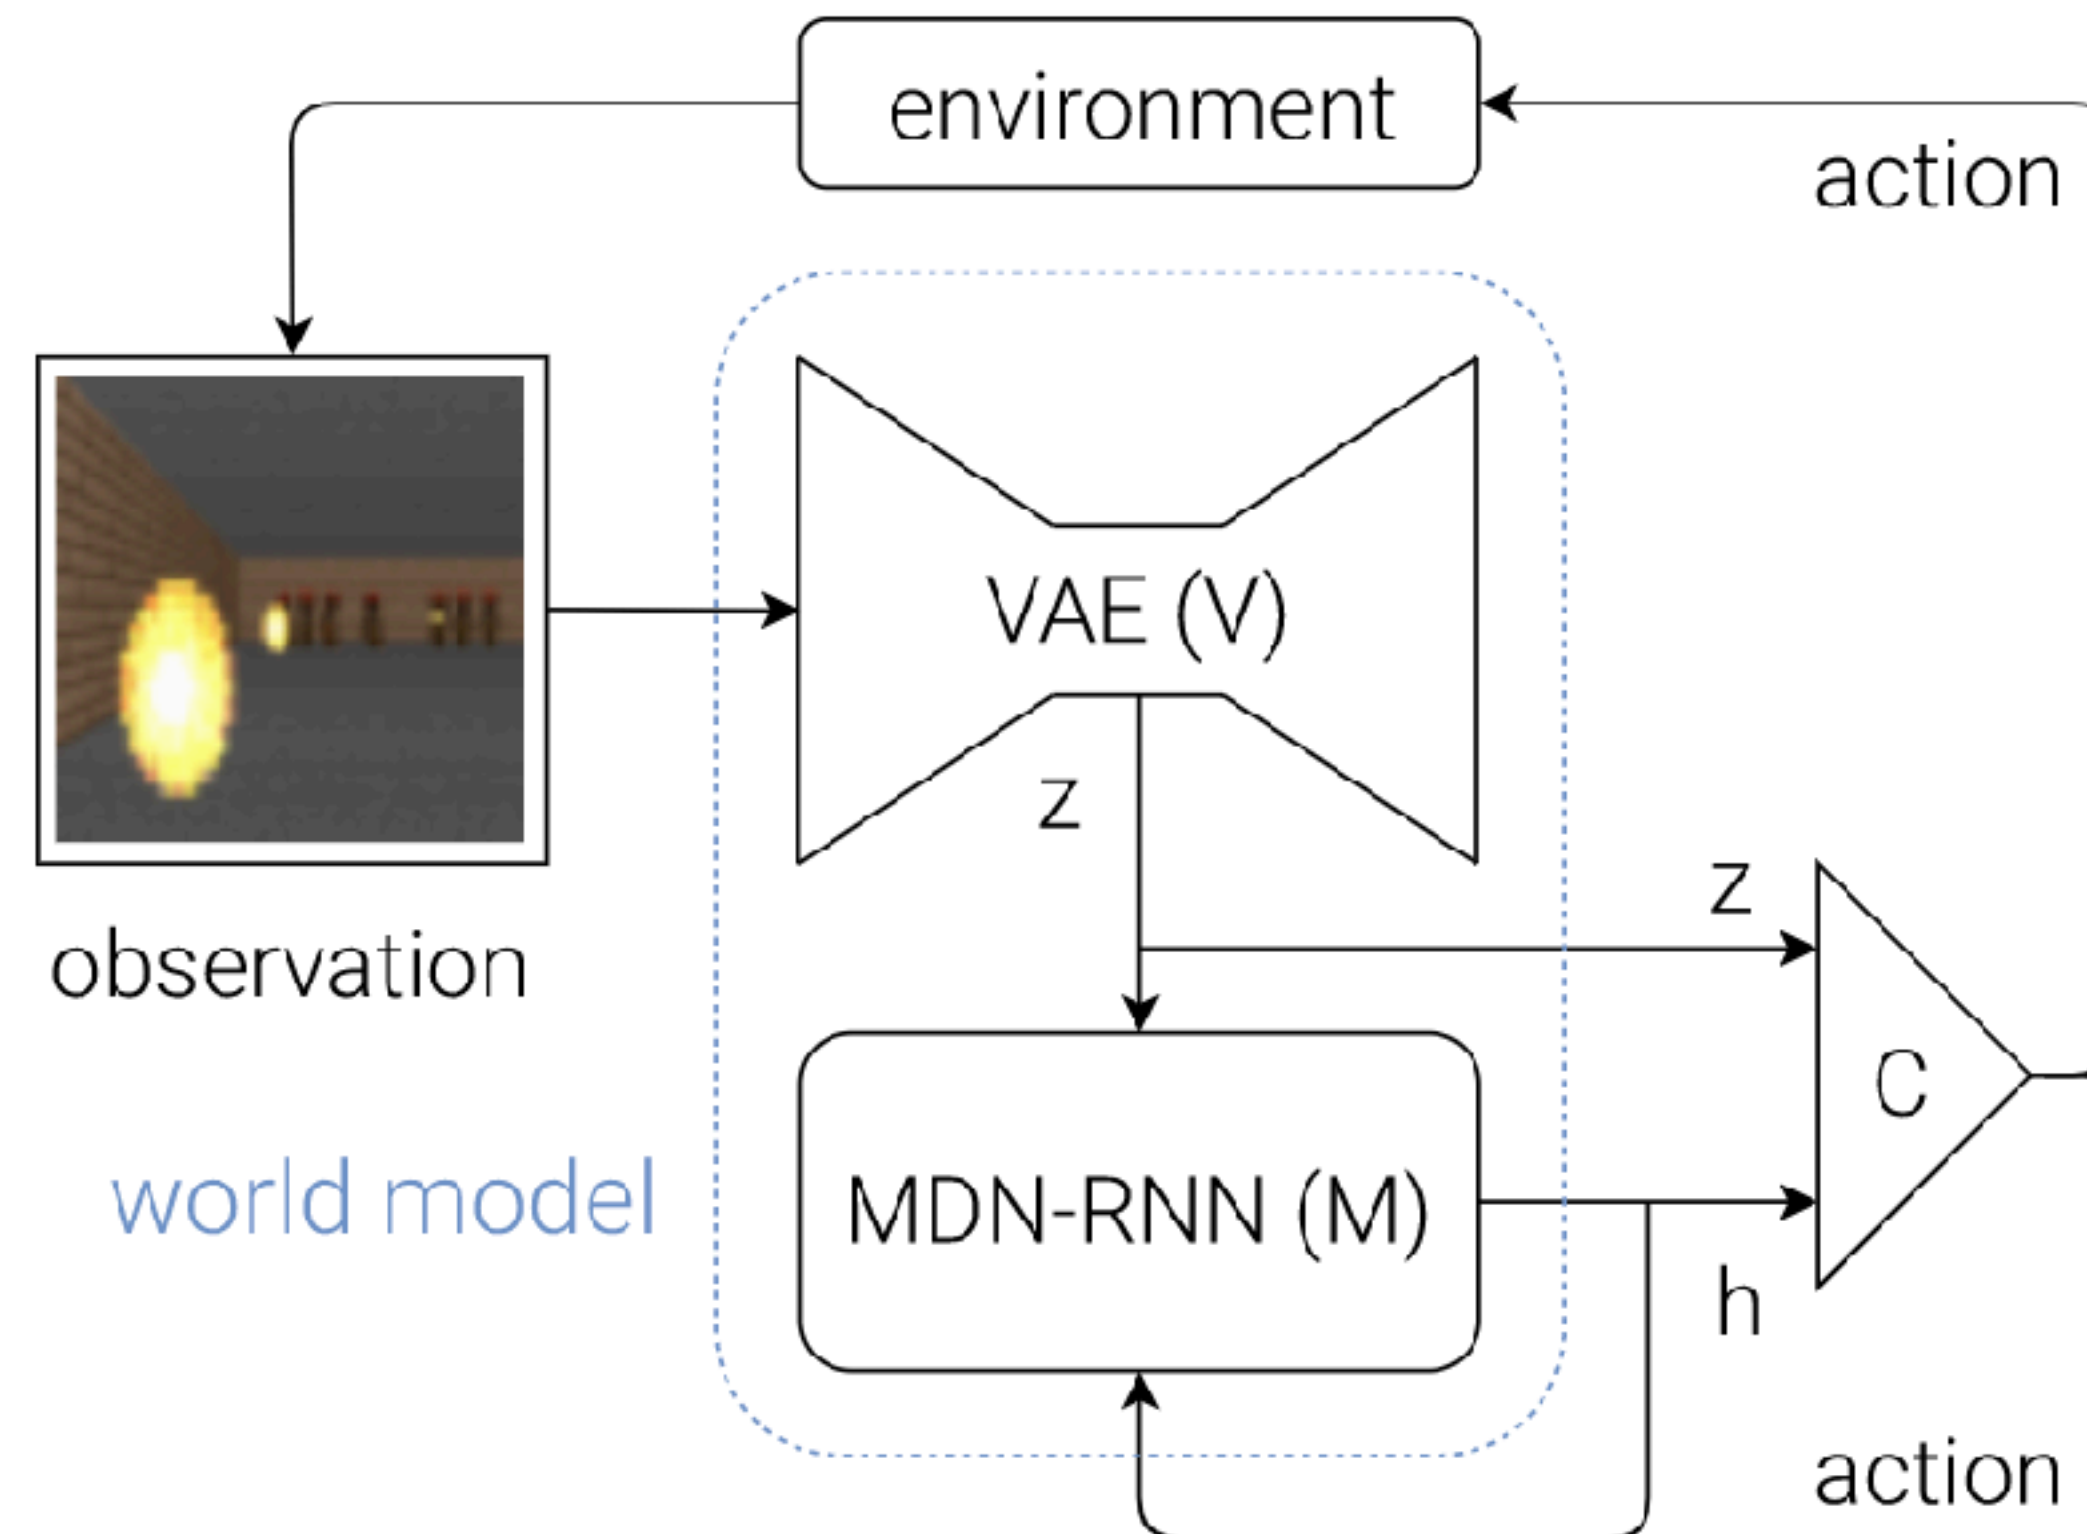 environment
action
VAE (V)
z
z
observation
C
world model
MDN-RNN (M)
h
action